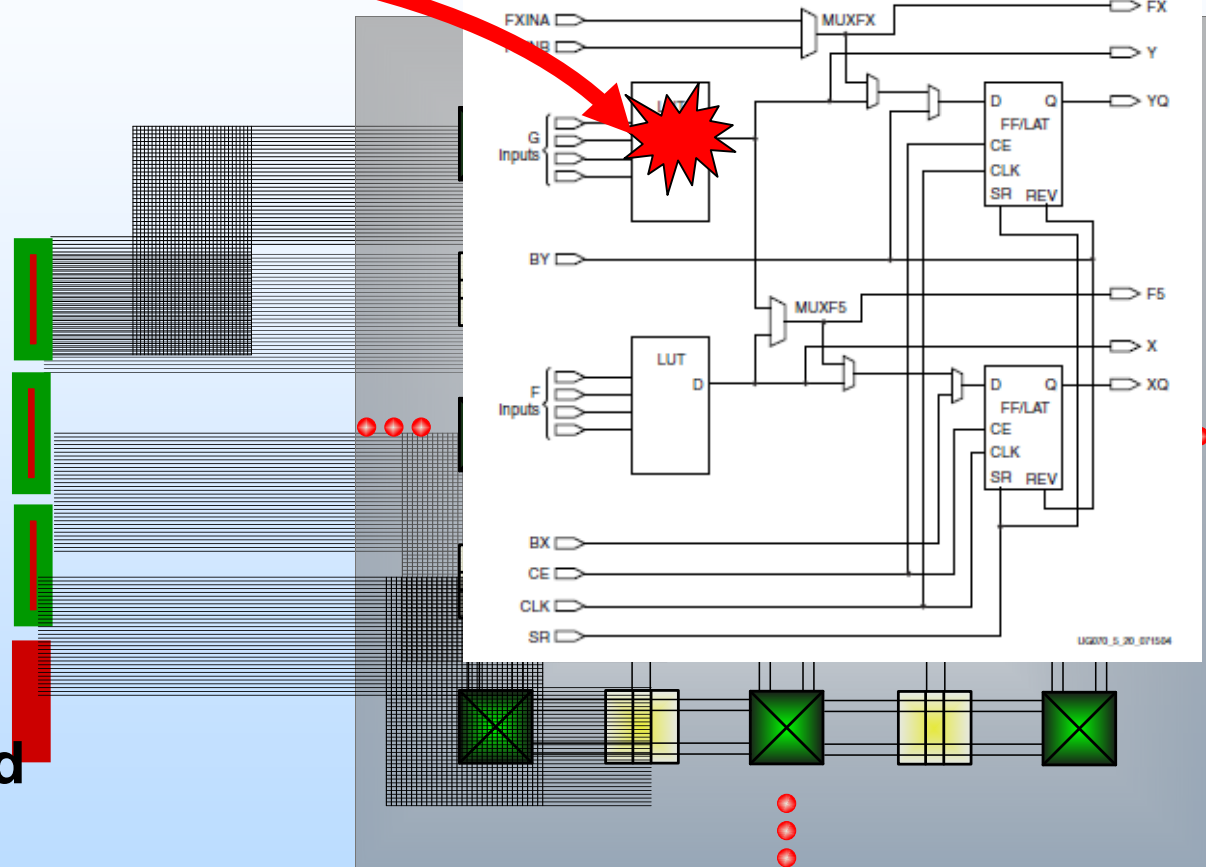 FXINA
MUXFX
FX
Y
D Q
YQ
FF/LAT
G
Inputs
CE
CLK
SR REV
BY
F5
MUXF5
X
LUT
D
D Q
XQ
F
Inputs
FF/LAT
CE
CLK
SR REV
BX
CE
CLK
SR
UG070_5_20_071504
d